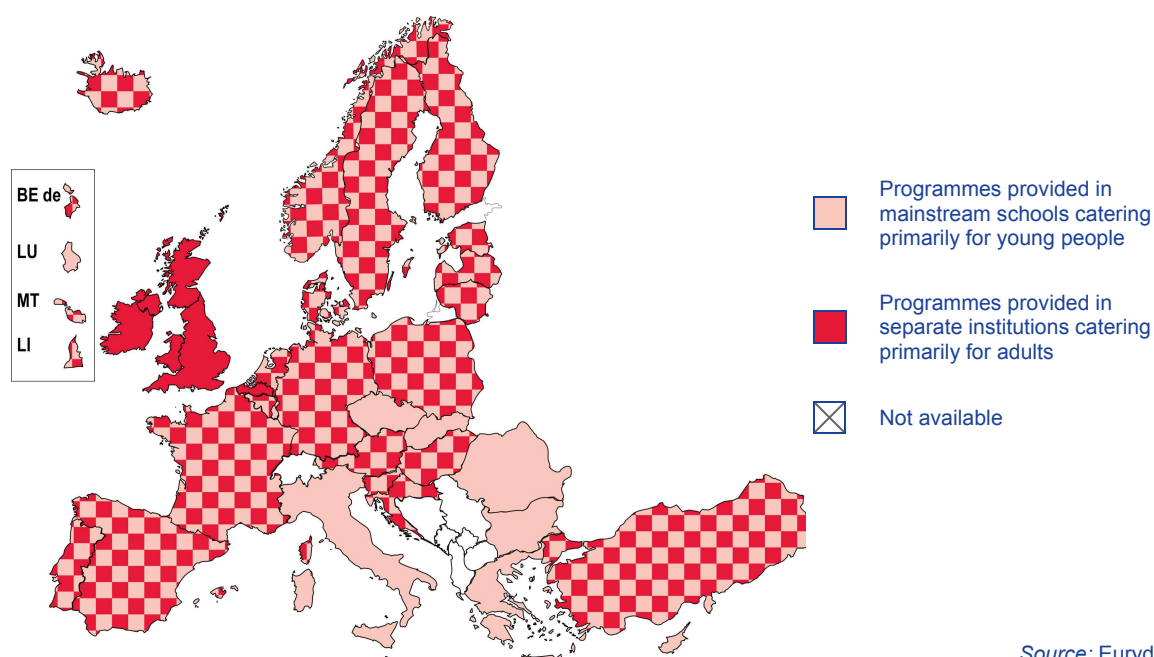 BE de
LU
MT
LI
Programmes provided in
mainstream schools catering
primarily for young people
Programmes provided in
separate institutions catering
primarily for adults
Not available
Source: Euryd